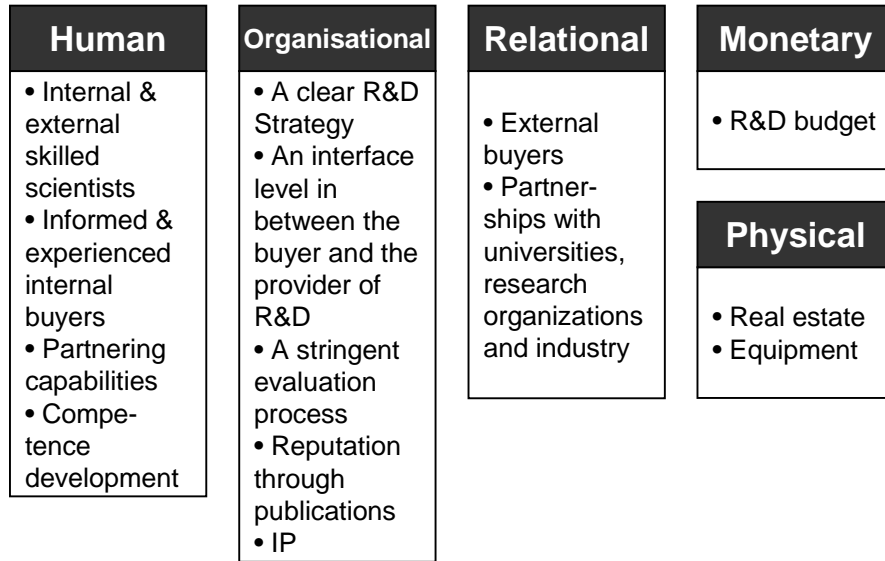 Human
• Internal &
external
skilled
scientists
• Informed &
experienced
internal
buyers
• Partnering
capabilities
• Compe-
tence
development
Organisational
• A clear R&D
Strategy
• An interface
level in
between the
buyer and the
provider of
R&D
• A stringent
evaluation
process
• Reputation
through
publications
• IP
Relational
• External
buyers
• Partner-
ships with
universities,
research
organizations
and industry
Monetary
• R&D budget
Physical
• Real estate
• Equipment